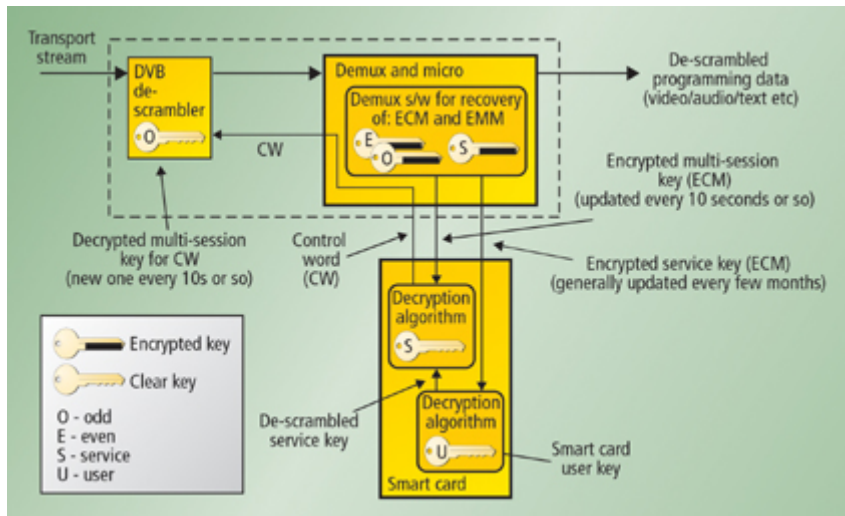 Transport
stream
DVB
de-
scrambler
O
CW
Demux and micro
Demux s/w for recovery
of: ECM and EMM
E
O
S
De-scrambled
programming data
(video/audio/text etc)
Encrypted multi-session
key (ECM)
(updated every 10 seconds or so)
Decrypted multi-session
key for CW
(new one every 10s or so)
Control
word
(CW)
Encrypted service key (ECM)
(generally updated every few months)
Decryption
algorithm
S
Encrypted key
Clear key
O - odd
E - even
S - service
U - user
De-scrambled
service key
Decryption
algorithm
U
Smart card
user key
Smart card